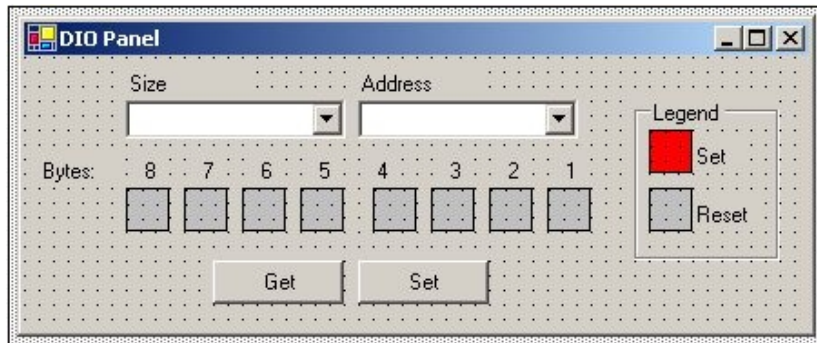 DIO Panel
Size Address
Legend
Set
Bytes: 8 7 6 5 4 3 2 1
Reset
Get Set